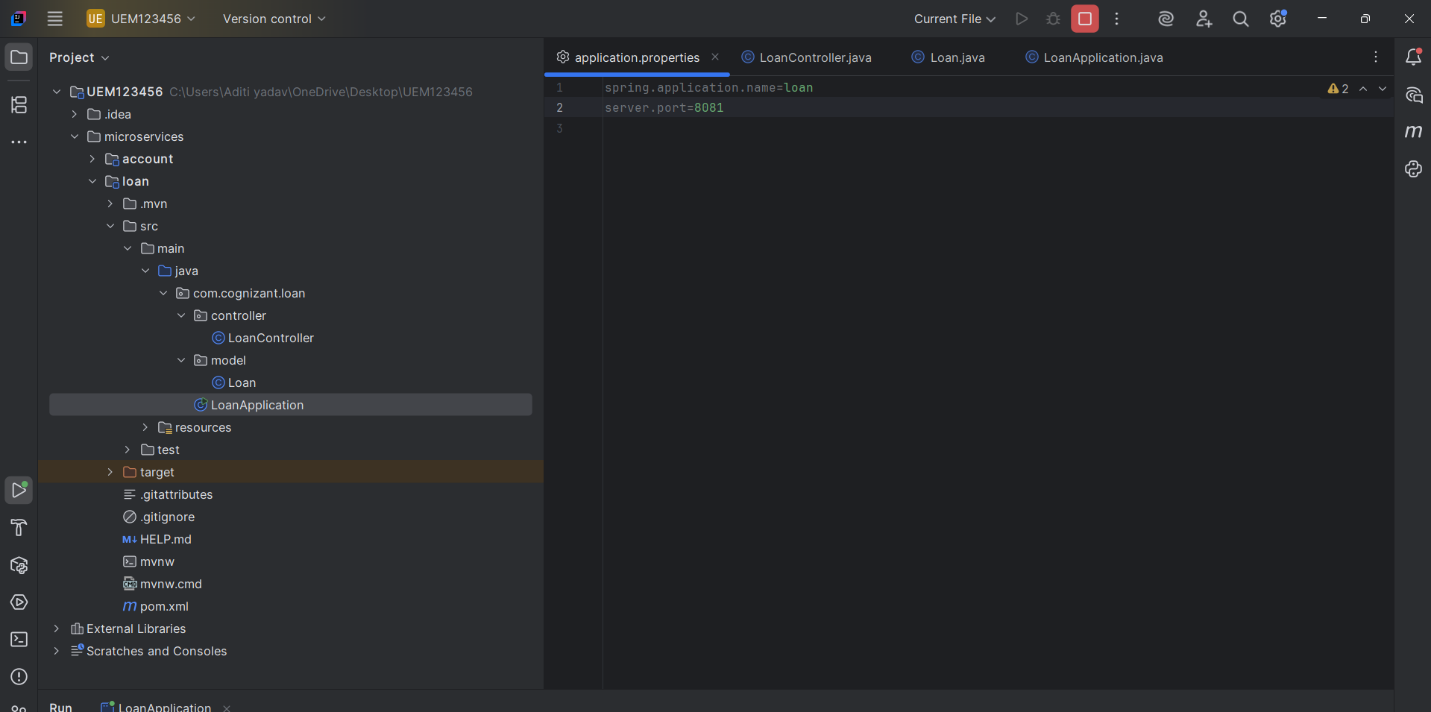 UE UEM123456 Version control Current File
Project
application.properties LoanController.java Loan.java LoanApplication.java
UEM123456 C:\Users\Aditi yadav\OneDrive\Desktop\UEM123456
.idea
microservices
account
loan
.mvn
src
main
java
com.cognizant.loan
controller
LoanController
model
Loan
LoanApplication
resources
test
target
.gitattributes
.gitignore
HELP.md
mvnw
mvnw.cmd
pom.xml
External Libraries
Scratches and Consoles
1 spring.application.name=loan
2 server.port=8081
3
2
Run LoanApplication